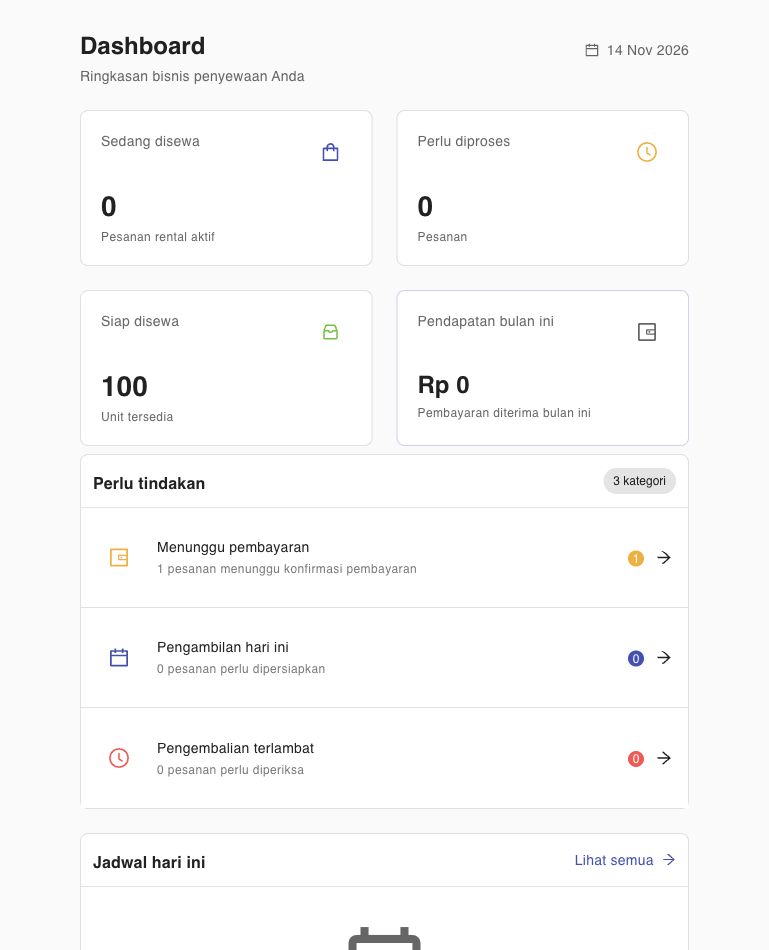 Dashboard
14 Nov 2026
Ringkasan bisnis penyewaan Anda
Sedang disewa
0
Pesanan rental aktif
Perlu diproses
0
Pesanan
Siap disewa
100
Unit tersedia
Pendapatan bulan ini
Rp 0
Pembayaran diterima bulan ini
Perlu tindakan
3 kategori
Menunggu pembayaran
1 pesanan menunggu konfirmasi pembayaran
1
Pengambilan hari ini
0 pesanan perlu dipersiapkan
0
Pengembalian terlambat
0 pesanan perlu diperiksa
0
Jadwal hari ini
Lihat semua